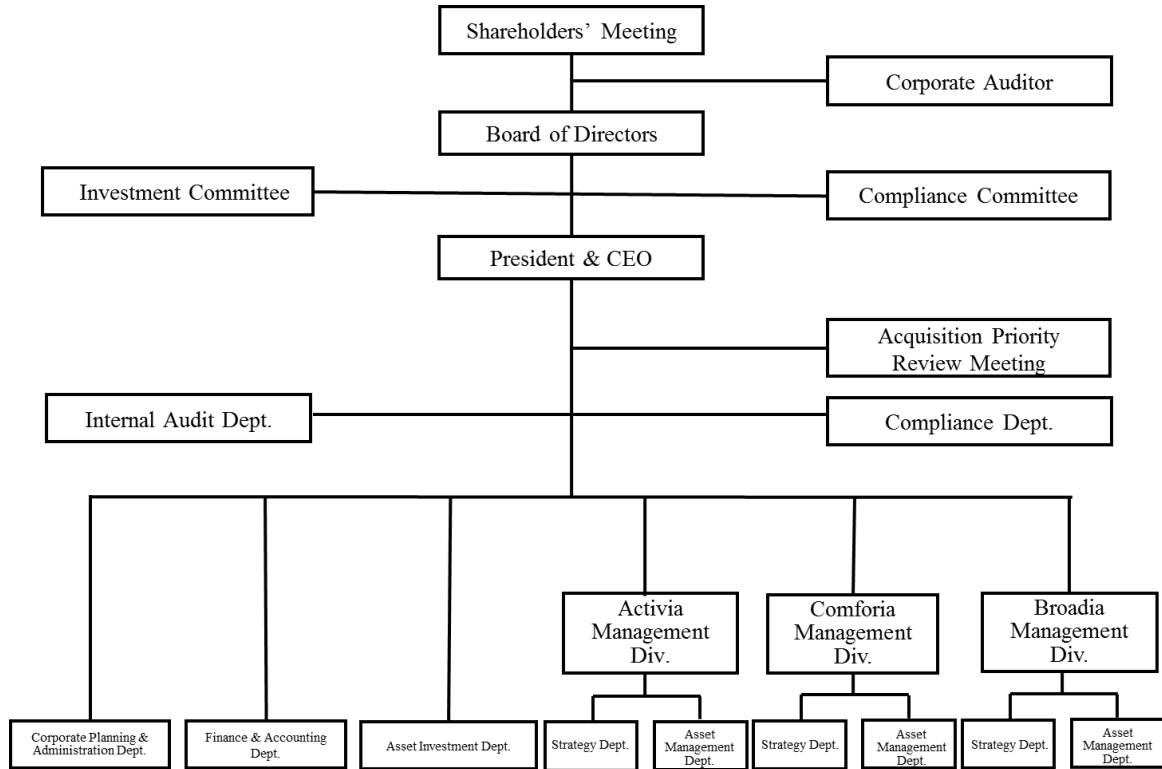 Shareholders’ Meeting
Corporate Auditor
Board of Directors
Investment Committee
Compliance Committee
President & CEO
Acquisition Priority
Review Meeting
Internal Audit Dept.
Compliance Dept.
Activia
Management
Div.
Comforia
Management
Div.
Broadia
Management
Div.
Corporate Planning &
Administration Dept.
Finance & Accounting
Dept.
Asset Investment Dept.
Strategy Dept.
Asset
Management
Dept.
Strategy Dept.
Asset
Management
Dept.
Strategy Dept.
Asset
Management
Dept.